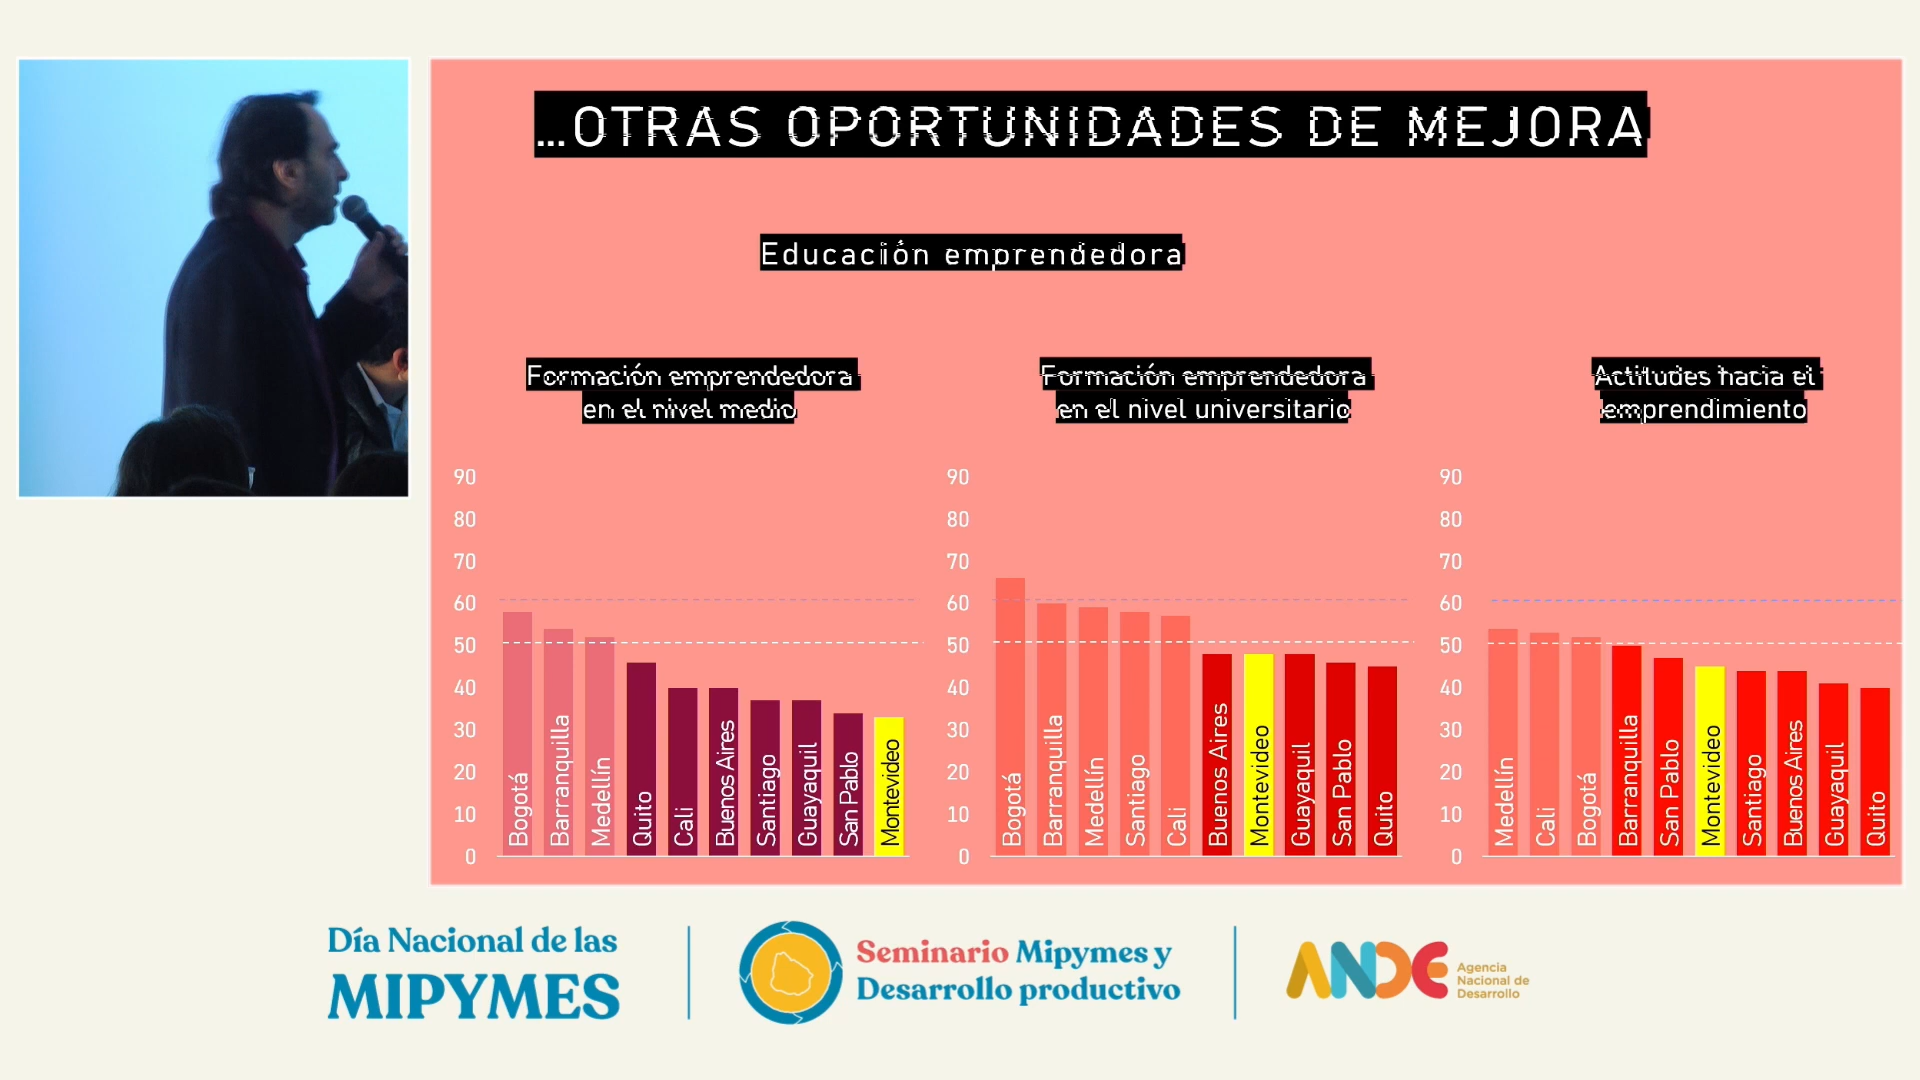 ...OTRAS OPORTUNIDADES DE MEJORA
Educación emprendedora
Formación emprendedora
en el nivel medio
90
80
70
60
50
40
30
20
10
0
Bogotá
Barranquilla
Medellín
Quito
Cali
Buenos Aires
Santiago
Guayaquil
San Pablo
Montevideo
Formación emprendedora
en el nivel universitario
90
80
70
60
50
40
30
20
10
0
Bogotá
Barranquilla
Medellín
Santiago
Cali
Buenos Aires
Montevideo
Guayaquil
San Pablo
Quito
Actitudes hacia el
emprendimiento
90
80
70
60
50
40
30
20
10
0
Medellín
Cali
Bogotá
Barranquilla
San Pablo
Montevideo
Santiago
Buenos Aires
Guayaquil
Quito
Día Nacional de las
MIPYMES
Seminario Mipymes y
Desarrollo productivo
ANDE
Agencia
Nacional de
Desarrollo